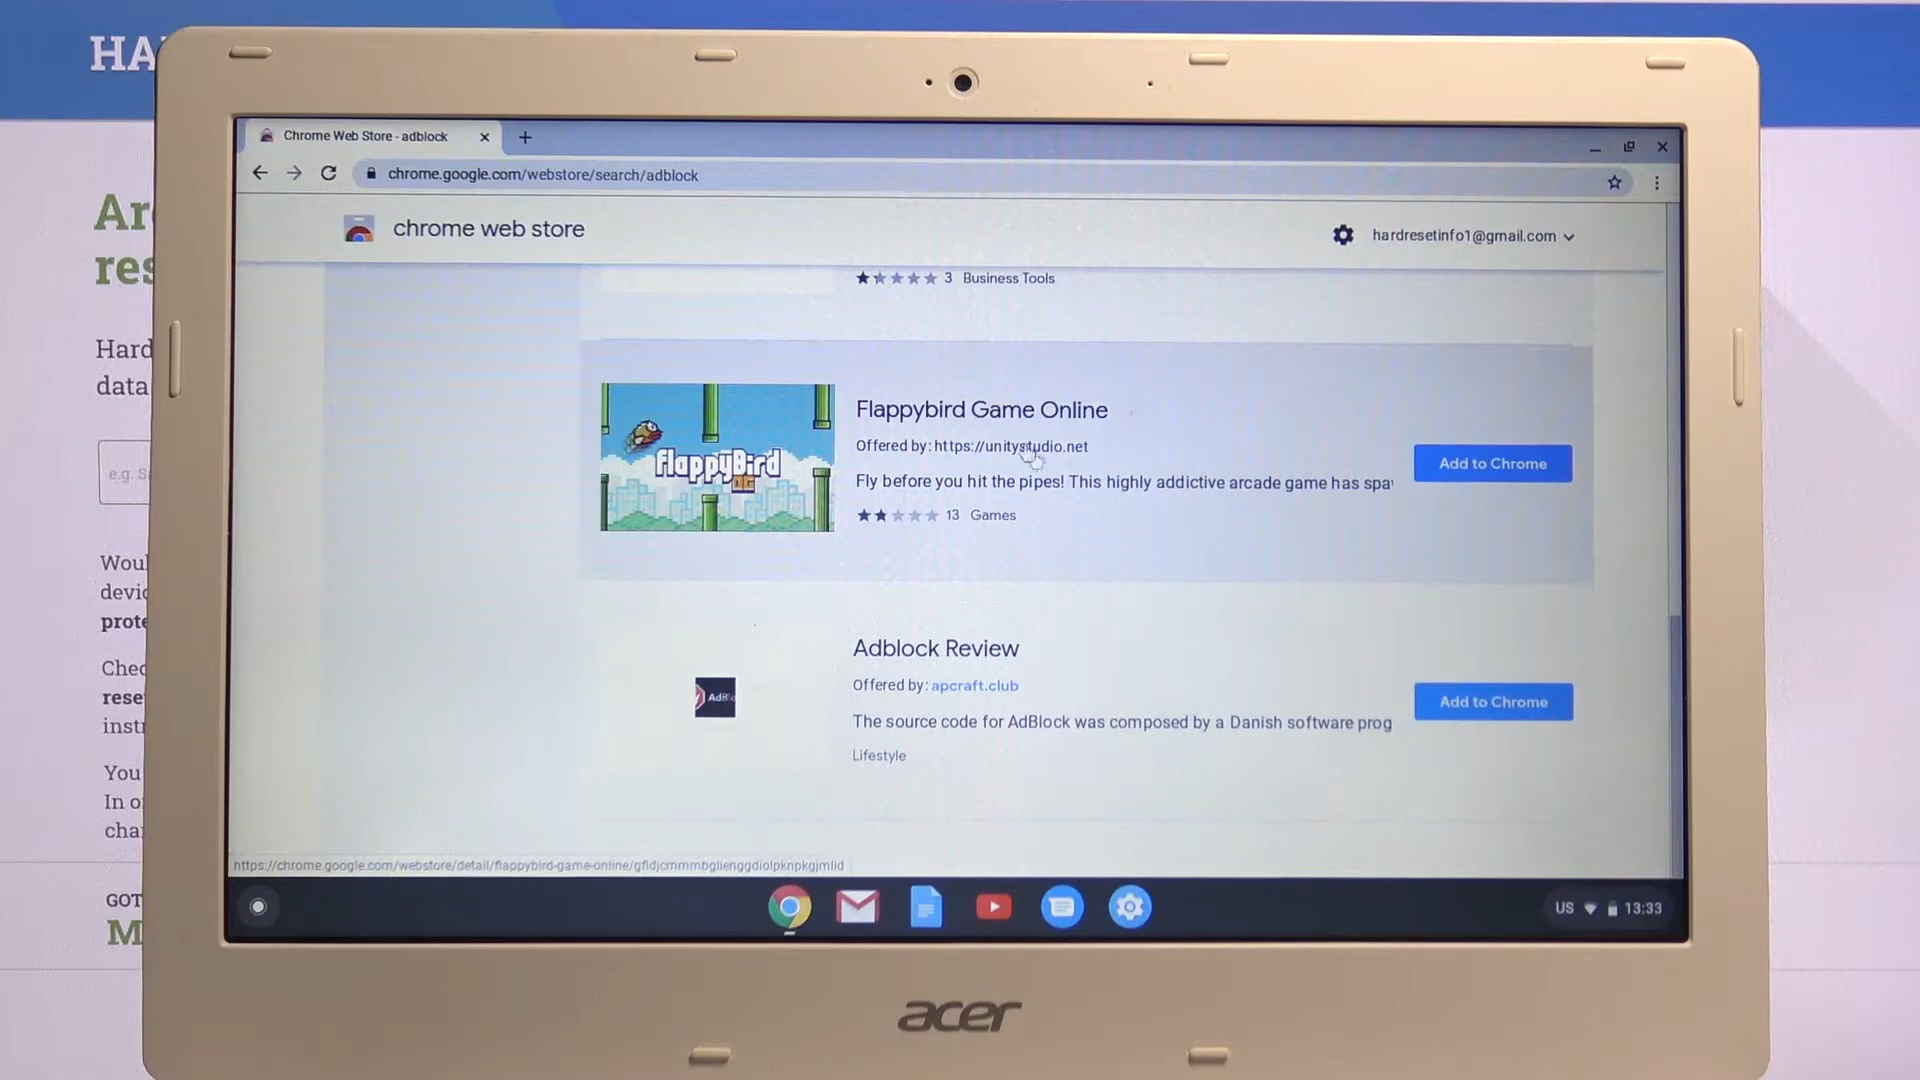 HA
Ar
res
Hard
data
e.g. S
Woul
devic
prote
Chec
rese
instr
You
In o
cha
GOT
M
Chrome Web Store - adblock
chrome.google.com/webstore/search/adblock
chrome web store
hardresetinfo1@gmail.com
3 Business Tools
FlappyBird
Flappybird Game Online
Offered by: https://unitystudio.net
Fly before you hit the pipes! This highly addictive arcade game has spa
13 Games
Add to Chrome
AdBlo
Adblock Review
Offered by: apcraft.club
The source code for AdBlock was composed by a Danish software prog
Lifestyle
Add to Chrome
https://chrome.google.com/webstore/detail/flappybird-game-online/
US 13:33
acer